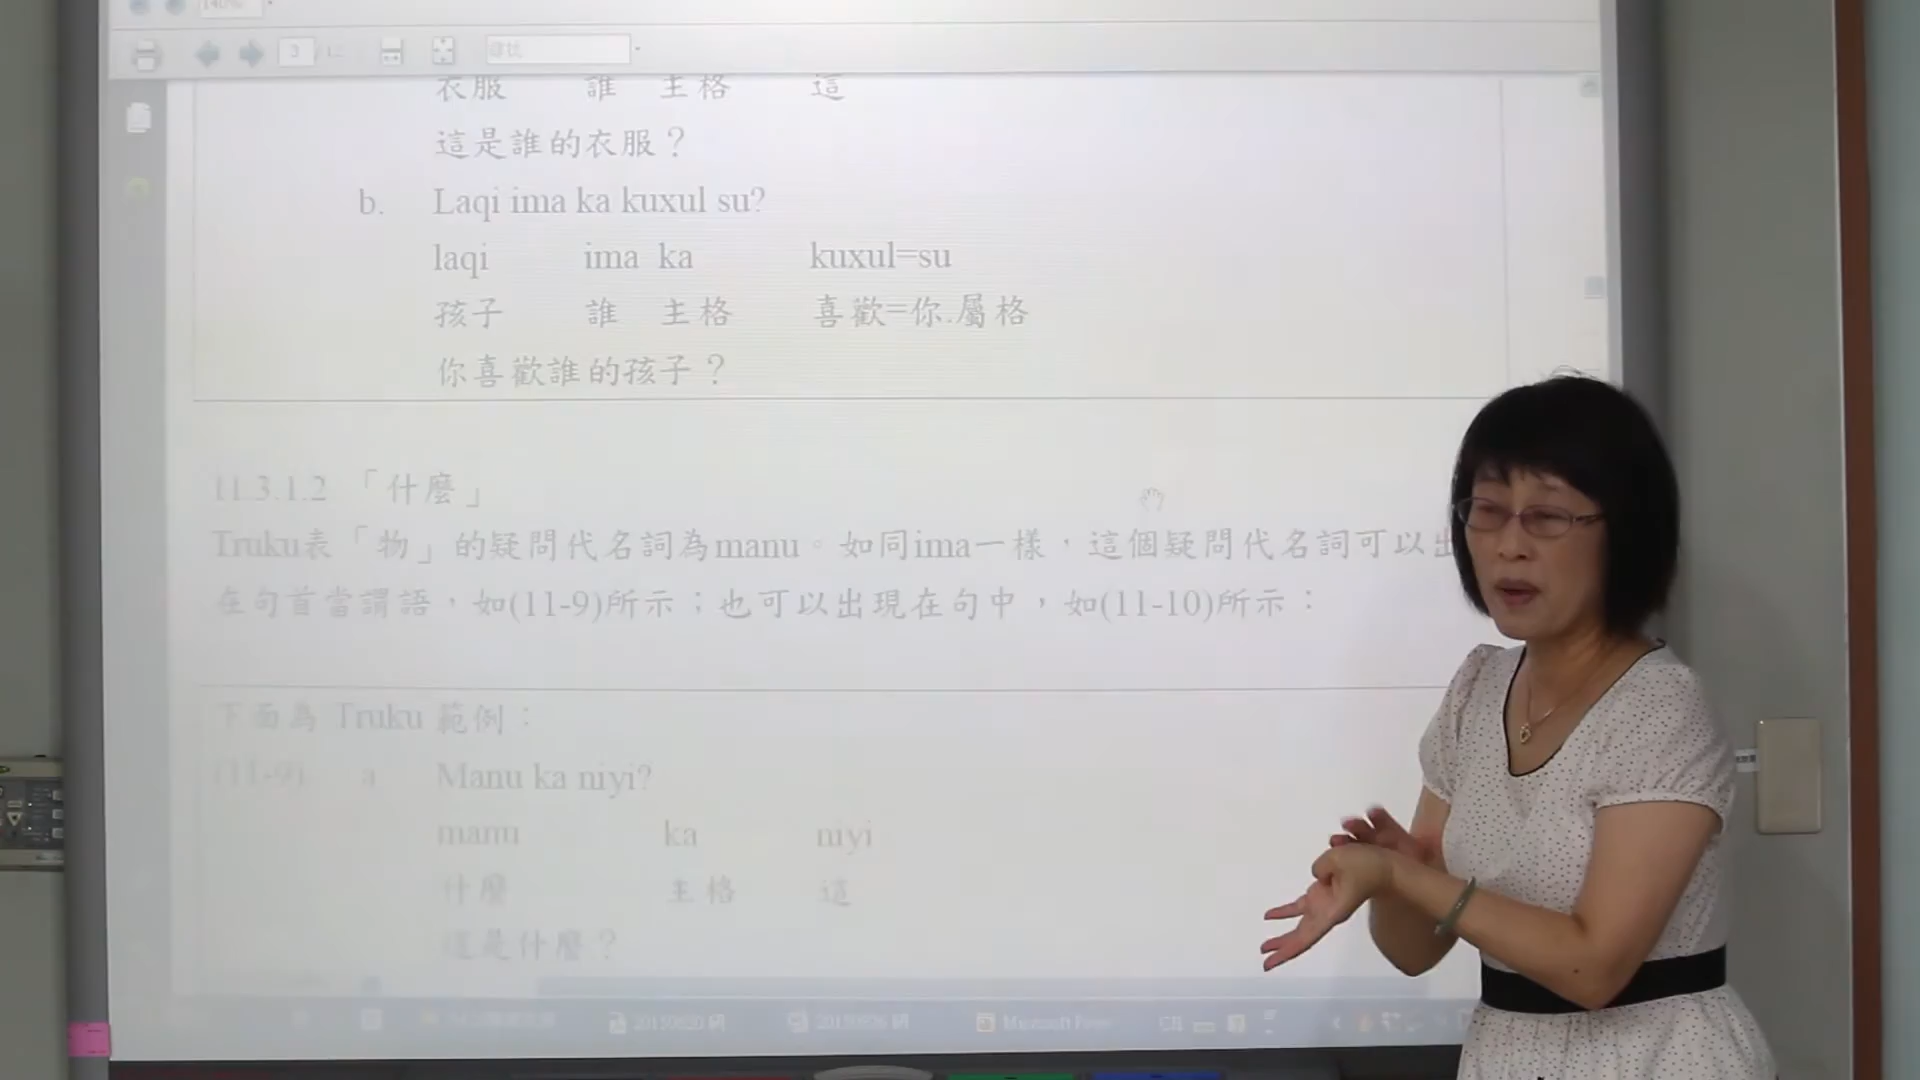 140%
3
尋找
衣服 誰 主格 這
這是誰的衣服？
b. Laqi ima ka kuxul su?
laqi ima ka kuxul=su
孩子 誰 主格 喜歡=你.屬格
你喜歡誰的孩子？
11.3.1.2 「什麼」
Truku表「物」的疑問代名詞為manu。如同ima一樣，這個疑問代名詞可以出
在句首當謂語，如(11-9)所示；也可以出現在句中，如(11-10)所示：
下面為 Truku 範例：
(11-9) a Manu ka niyi?
manu ka niyi
什麼 主格 這
這是什麼？
Microsoft